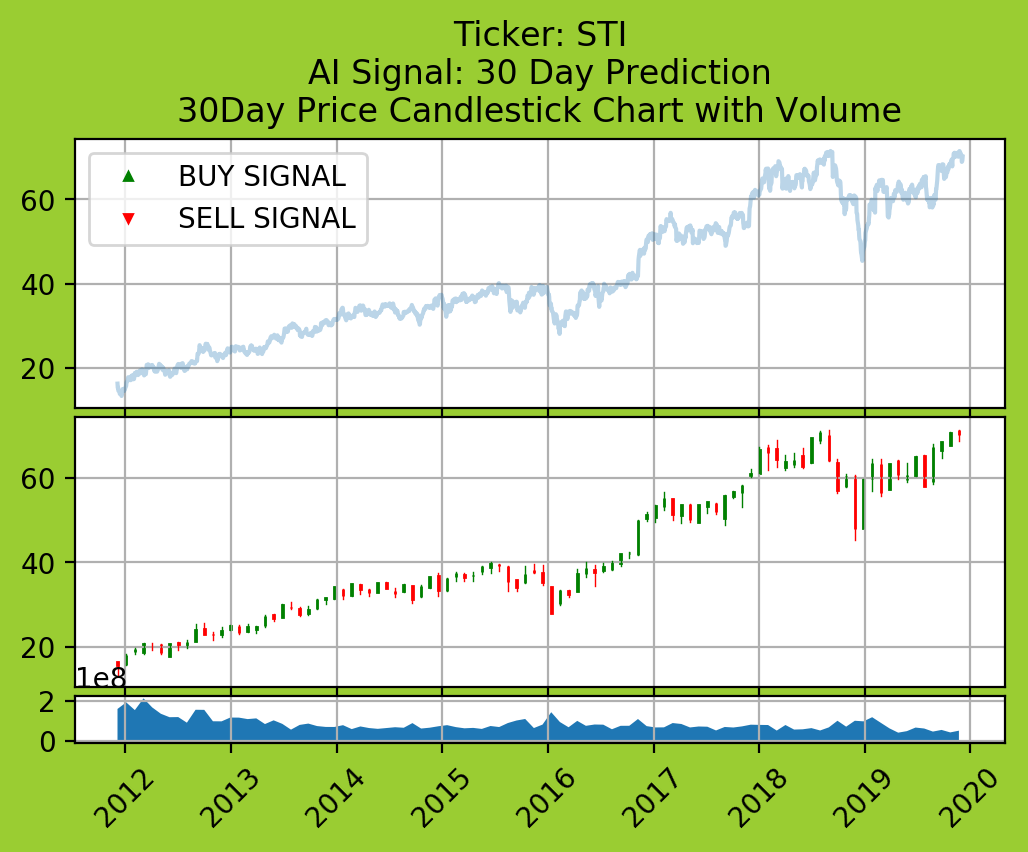 Ticker: STI
AI Signal: 30 Day Prediction
30Day Price Candlestick Chart with Volume
BUY SIGNAL
SELL SIGNAL
60
40
20
60
40
20
1e8
2
0
2012 2013 2014 2015 2016 2017 2018 2019 2020